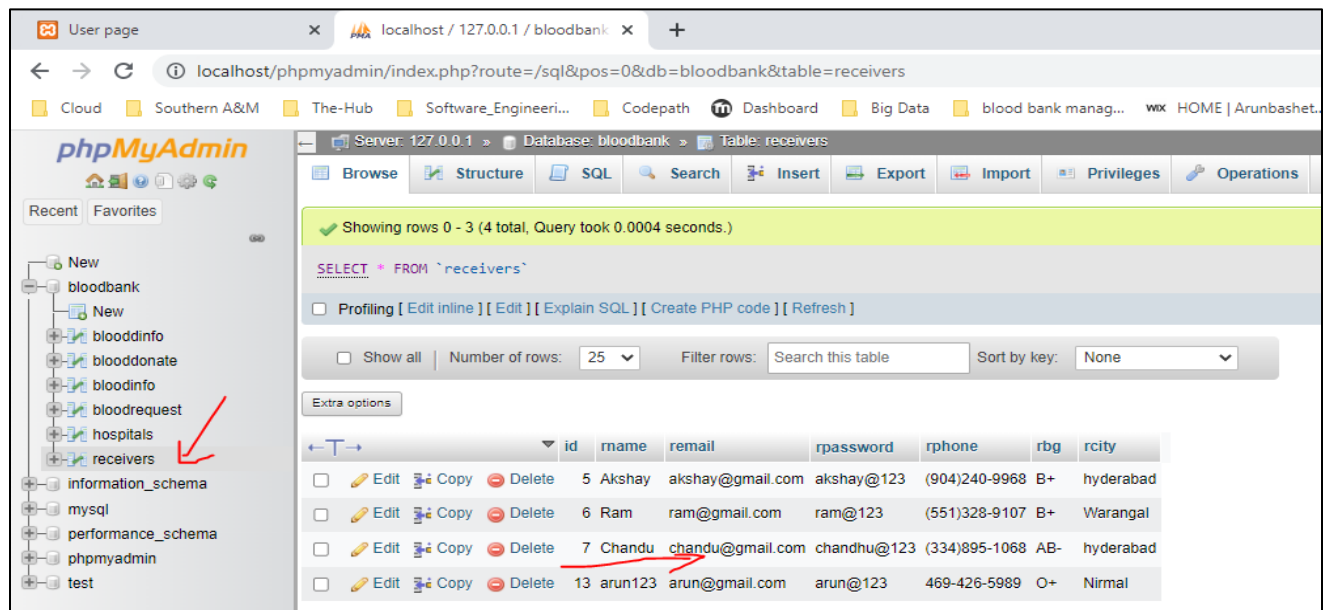 User page
localhost / 127.0.0.1 / bloodbank
localhost/phpmyadmin/index.php?route=/sql&pos=0&db=bloodbank&table=receivers
Cloud Southern A&M The-Hub Software_Engineeri... Codepath Dashboard Big Data blood bank manag... WIX HOME | Arunbashet...
phpMyAdmin
Recent Favorites
New
bloodbank
New
blooddinfo
blooddonate
bloodinfo
bloodrequest
hospitals
receivers
information_schema
mysql
performance_schema
phpmyadmin
test
Server: 127.0.0.1 » Database: bloodbank » Table: receivers
Browse Structure SQL Search Insert Export Import Privileges Operations
Showing rows 0 - 3 (4 total, Query took 0.0004 seconds.)
SELECT * FROM `receivers`
Profiling [ Edit inline ] [ Edit ] [ Explain SQL ] [ Create PHP code ] [ Refresh ]
Show all | Number of rows: 25 Filter rows: Search this table Sort by key: None
Extra options
←T→ id rname remail rpassword rphone rbg rcity
Edit Copy Delete 5 Akshay akshay@gmail.com akshay@123 (904)240-9968 B+ hyderabad
Edit Copy Delete 6 Ram ram@gmail.com ram@123 (551)328-9107 B+ Warangal
Edit Copy Delete 7 Chandu chandu@gmail.com chandhu@123 (334)895-1068 AB- hyderabad
Edit Copy Delete 13 arun123 arun@gmail.com arun@123 469-426-5989 O+ Nirmal